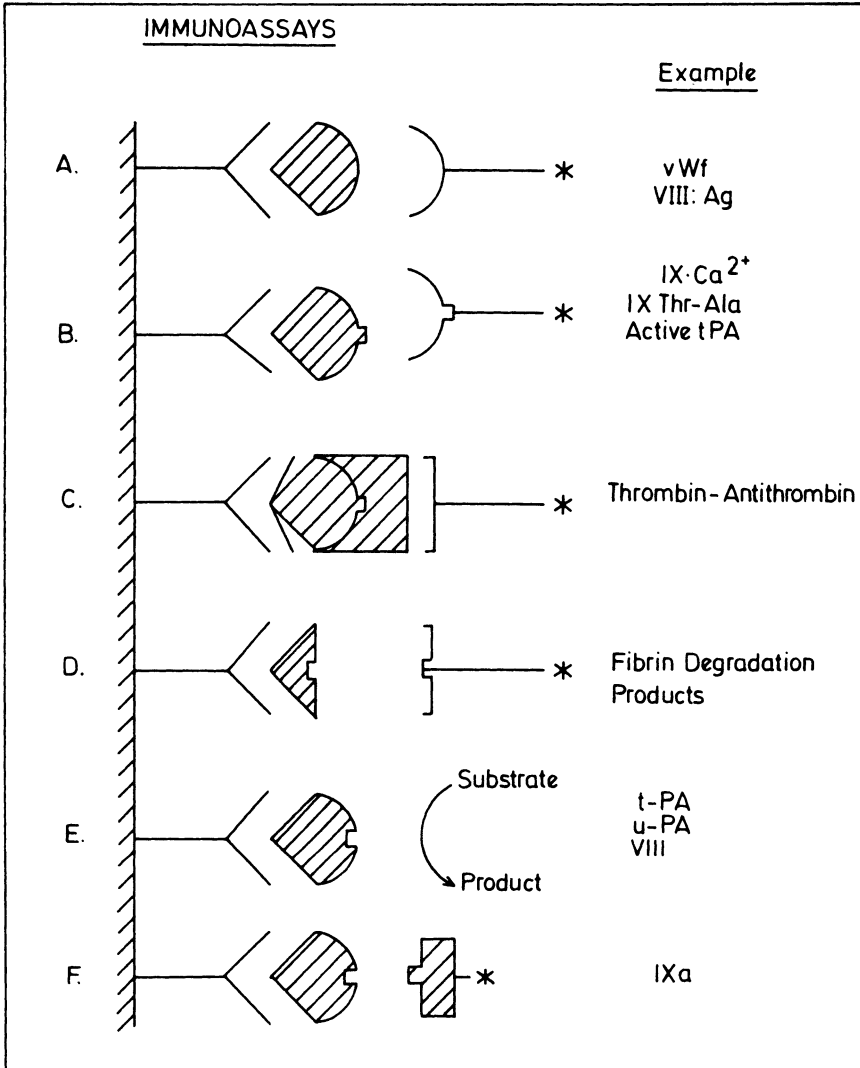 IMMUNOASSAYS
Example
A.
*
vWf
VIII: Ag
B.
*
IX·Ca²⁺
IX Thr-Ala
Active tPA
C.
*
Thrombin-Antithrombin
D.
*
Fibrin Degradation
Products
E.
Substrate
Product
t-PA
u-PA
VIII
F.
*
IXa